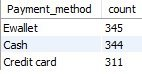 Payment_method count
Ewallet 345
Cash 344
Credit card 311